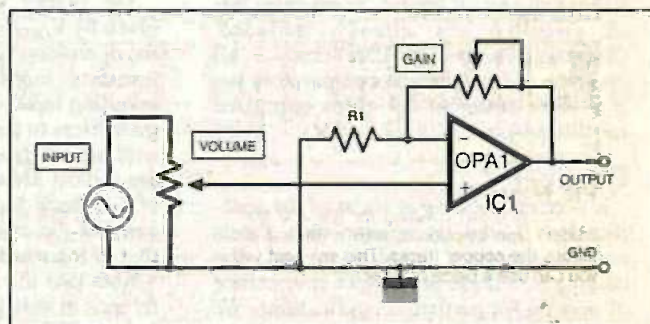 GAIN
R1
INPUT
VOLUME
-
OPA1
+
OUTPUT
IC1
GND